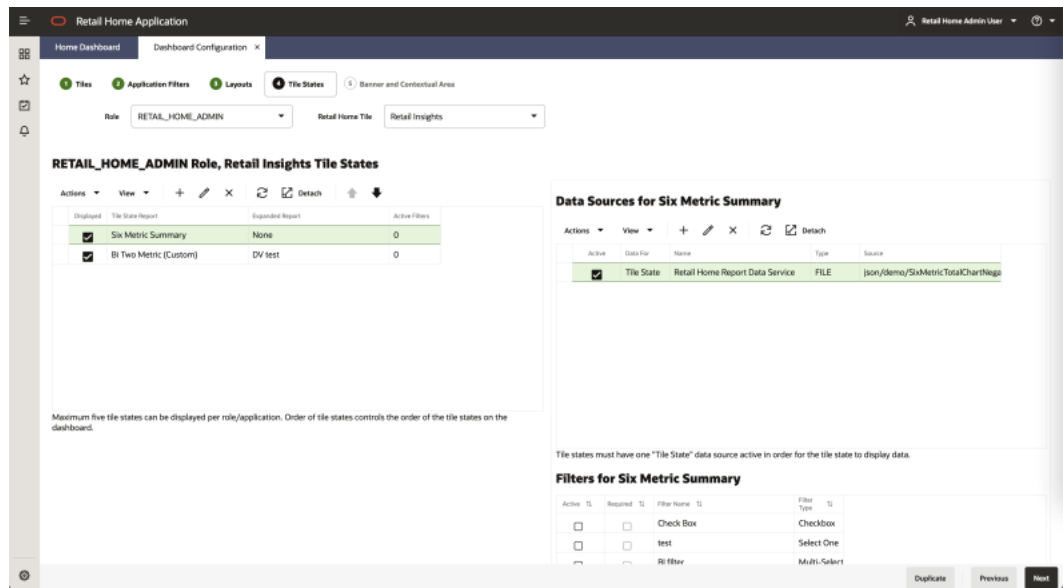 Retail Home Application
Retail Home Admin User
Home Dashboard
Dashboard Configuration ×
1 Tiles
2 Application Filters
3 Layouts
4 Tile States
5 Banner and Contextual Area
Role RETAIL_HOME_ADMIN
Retail Home Tile Retail Insights
RETAIL_HOME_ADMIN Role, Retail Insights Tile States
Actions View Detach
Displayed Tile State Report Expanded Report Active Filters
Six Metric Summary None 0
BI Two Metric (Custom) DV test 0
Maximum five tile states can be displayed per role/application. Order of tile states controls the order of the tile states on the
dashboard.
Data Sources for Six Metric Summary
Actions View Detach
Active Data For Name Type Source
Tile State Retail Home Report Data Service FILE json/demo/SixMetricTotalChartNega
Tile states must have one "Tile State" data source active in order for the tile state to display data.
Filters for Six Metric Summary
Active Required Filter Name Filter Type
Check Box Checkbox
test Select One
BI filter Multi-Select
Duplicate Previous Next